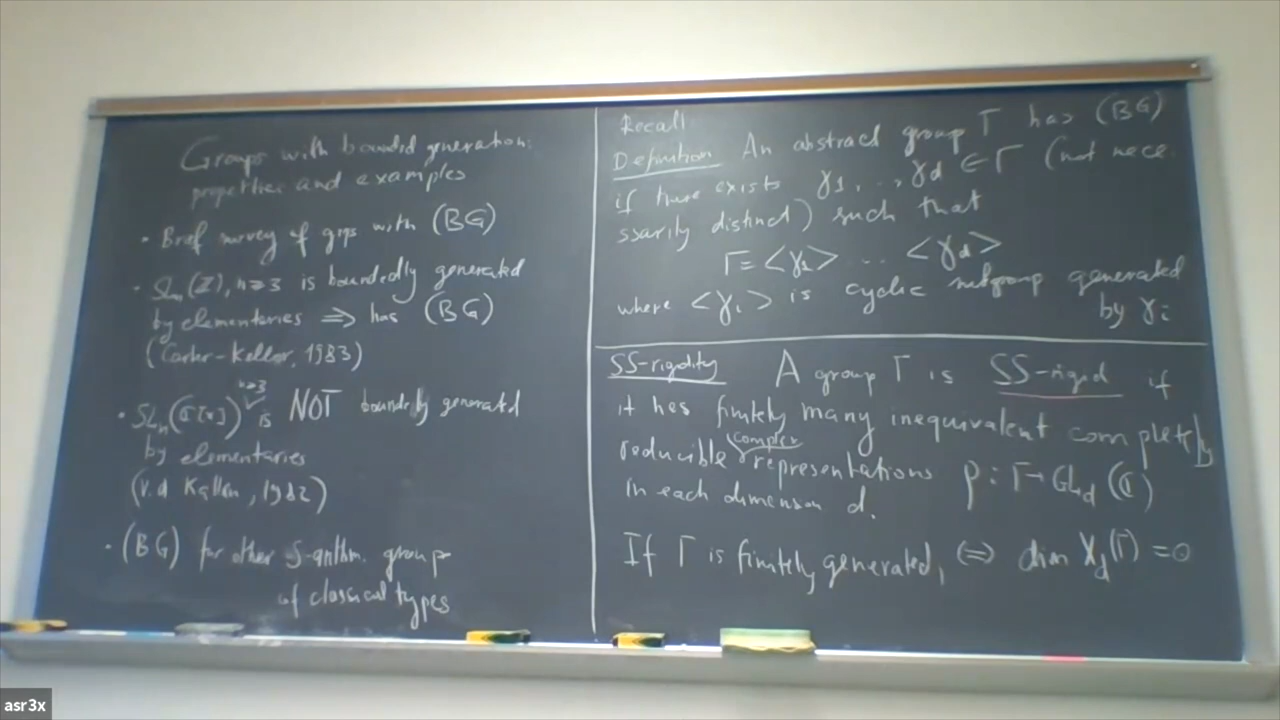 Groups with bounded generation:
properties and examples
· Brief survey of gps with (BG)
· SLn(ℤ), n≥3 is boundedly generated
by elementaries ⟹ has (BG)
(Carter-Keller, 1983)
n≥3
· SLn(ℂ[x]) is NOT boundedly generated
by elementaries
(v.d Kallen, 1982)
· (BG) for other S-arithm. group
of classical types
Recall
Definition An abstract group Γ has (BG)
if there exists γ1, .., γd ∈ Γ (not nece-
ssarily distinct) such that
Γ = <γ1> ... <γd>
where <γi> is cyclic subgroup generated
by γi
SS-rigidity A group Γ is SS-rigid if
it has finitely many inequivalent completely
reducible complex representations ρ: Γ→GLd(ℂ)
in each dimension d.
If Γ is finitely generated, ⟺ dim Xd(Γ) = 0
asr3x